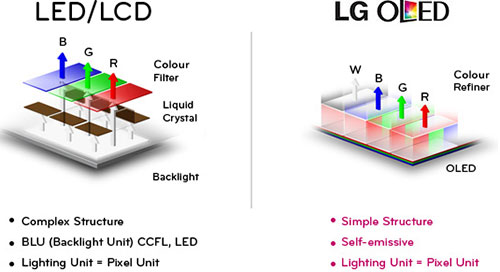 LED/LCD
B
G
R
Colour
Filter
Liquid
Crystal
Backlight
• Complex Structure
• BLU (Backlight Unit) CCFL, LED
• Lighting Unit = Pixel Unit
LG OLED
W
B
G
R
Colour
Refiner
OLED
• Simple Structure
• Self-emissive
• Lighting Unit = Pixel Unit